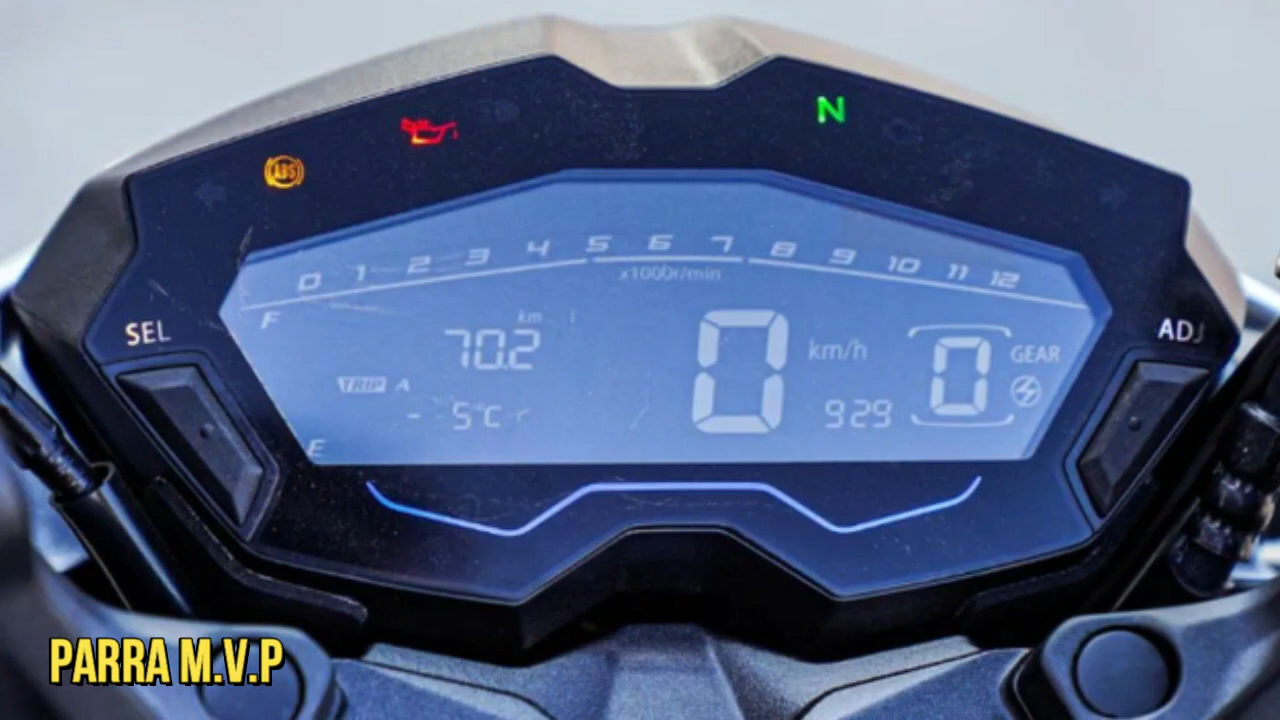 N
ABS
0 1 2 3 4 5 6 7 8 9 10 11 12
x1000r/min
SEL
F
km
70.2
0
km/h
0
GEAR
ADJ
TRIP A
- 5°C
929
E
PARRA M.V.P